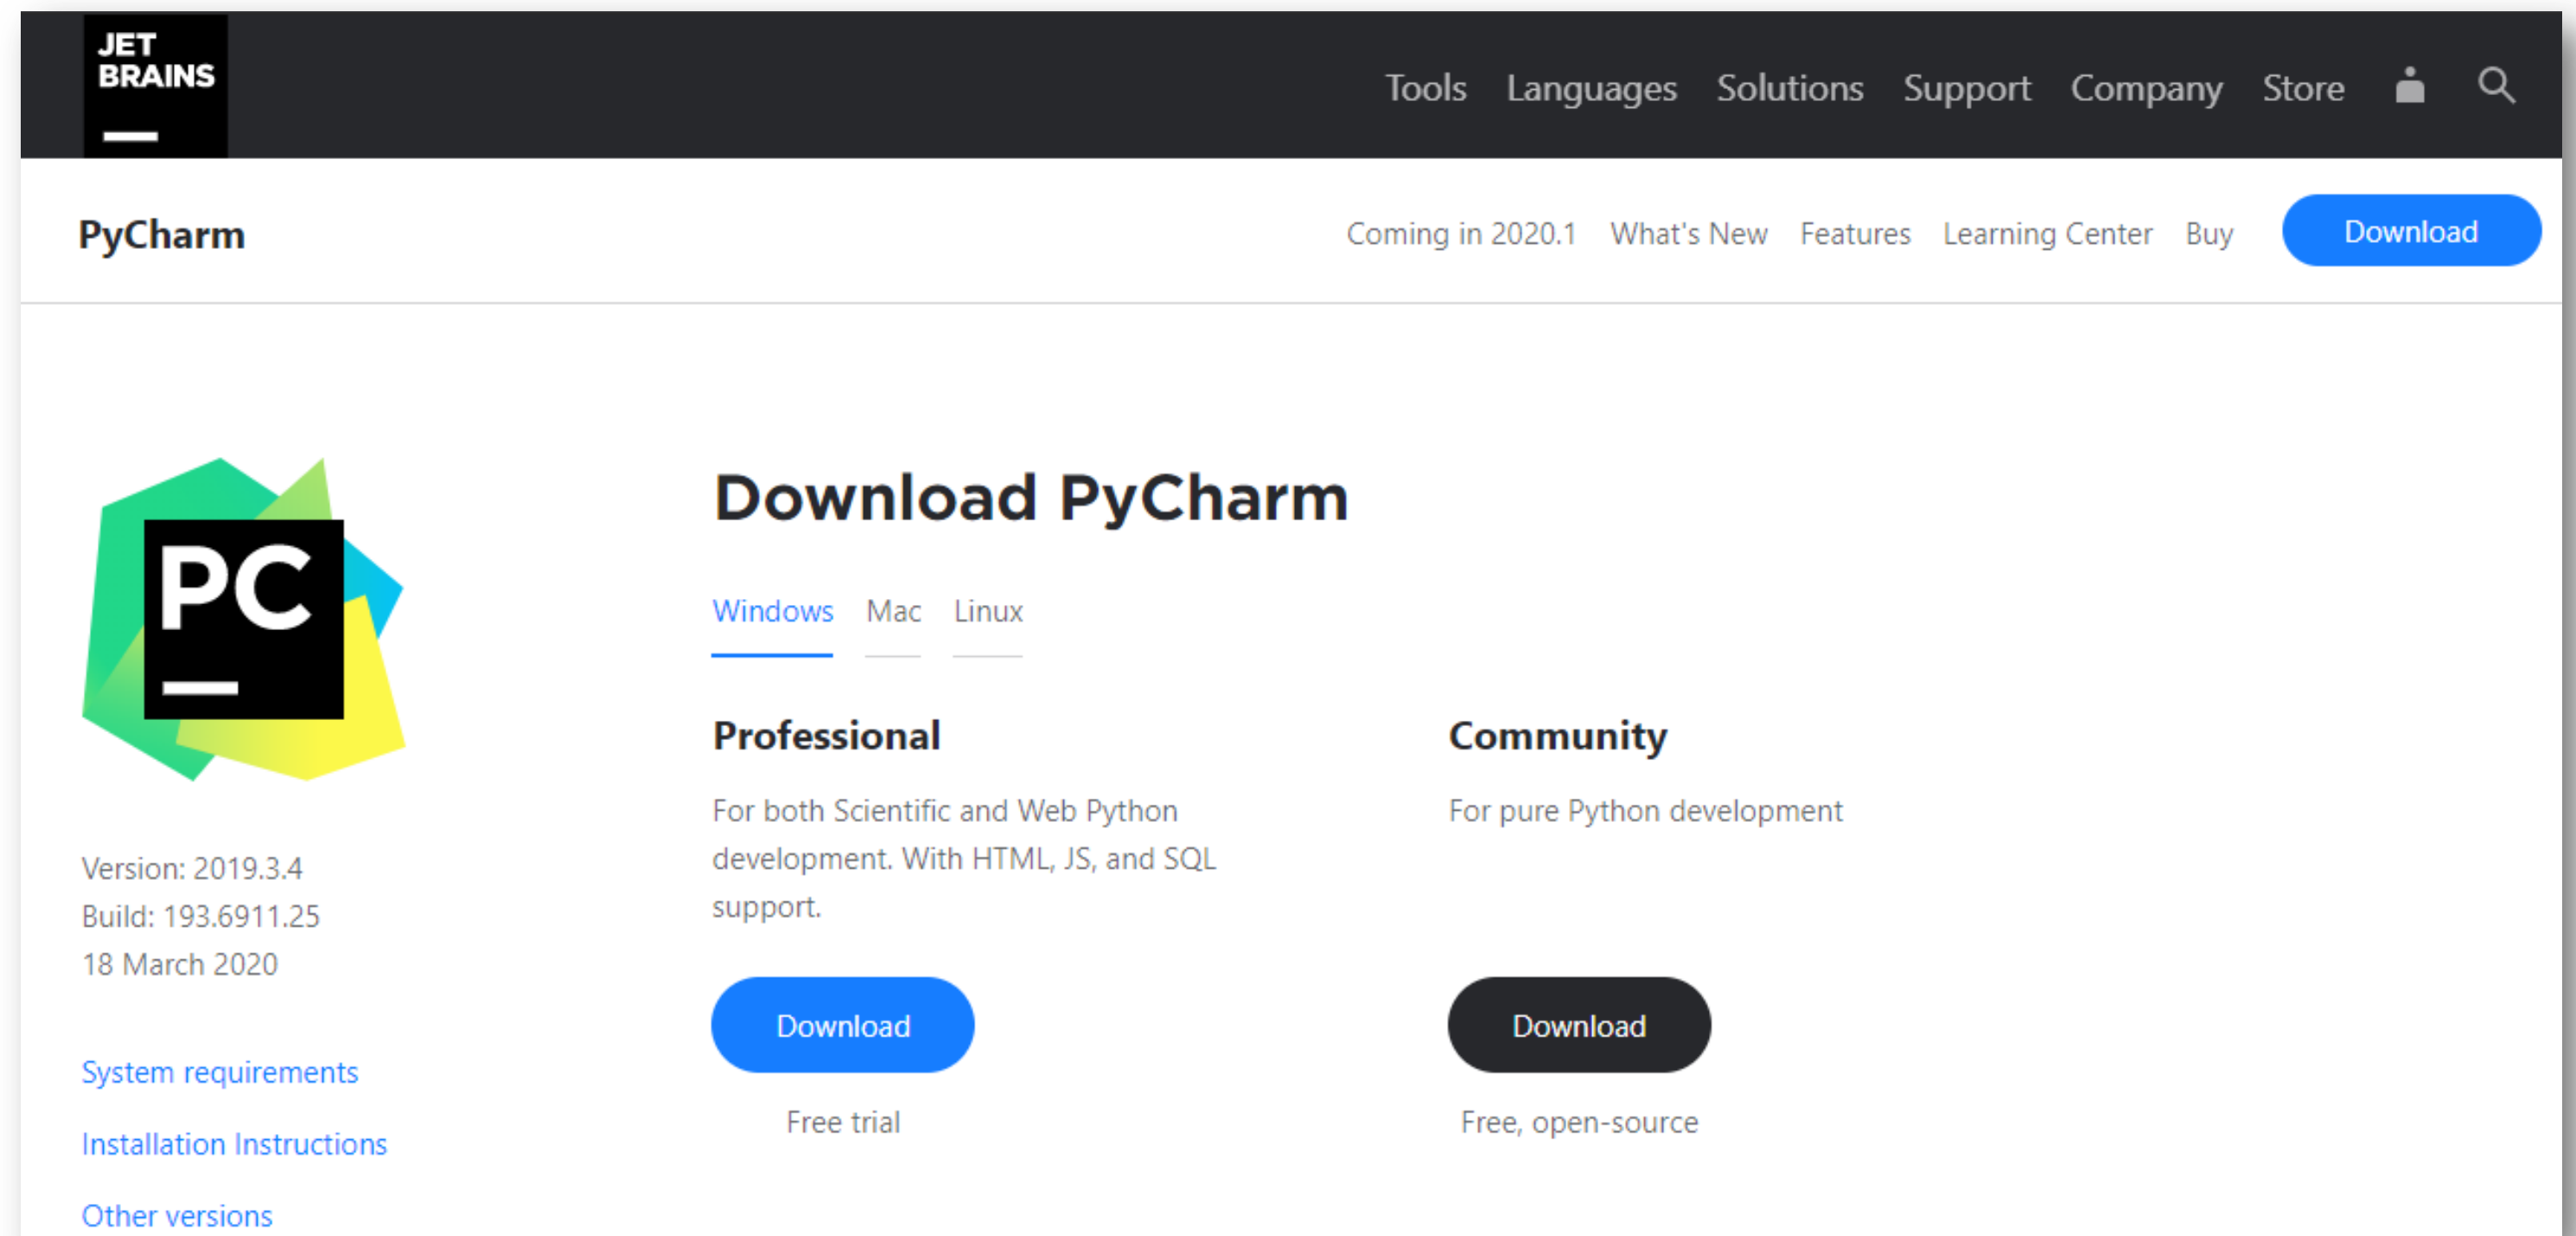 JET
BRAINS
Tools Languages Solutions Support Company Store
PyCharm
Coming in 2020.1 What's New Features Learning Center Buy Download
PC
Version: 2019.3.4
Build: 193.6911.25
18 March 2020
System requirements
Installation Instructions
Other versions
Download PyCharm
Windows Mac Linux
Professional
For both Scientific and Web Python
development. With HTML, JS, and SQL
support.
Download
Free trial
Community
For pure Python development
Download
Free, open-source